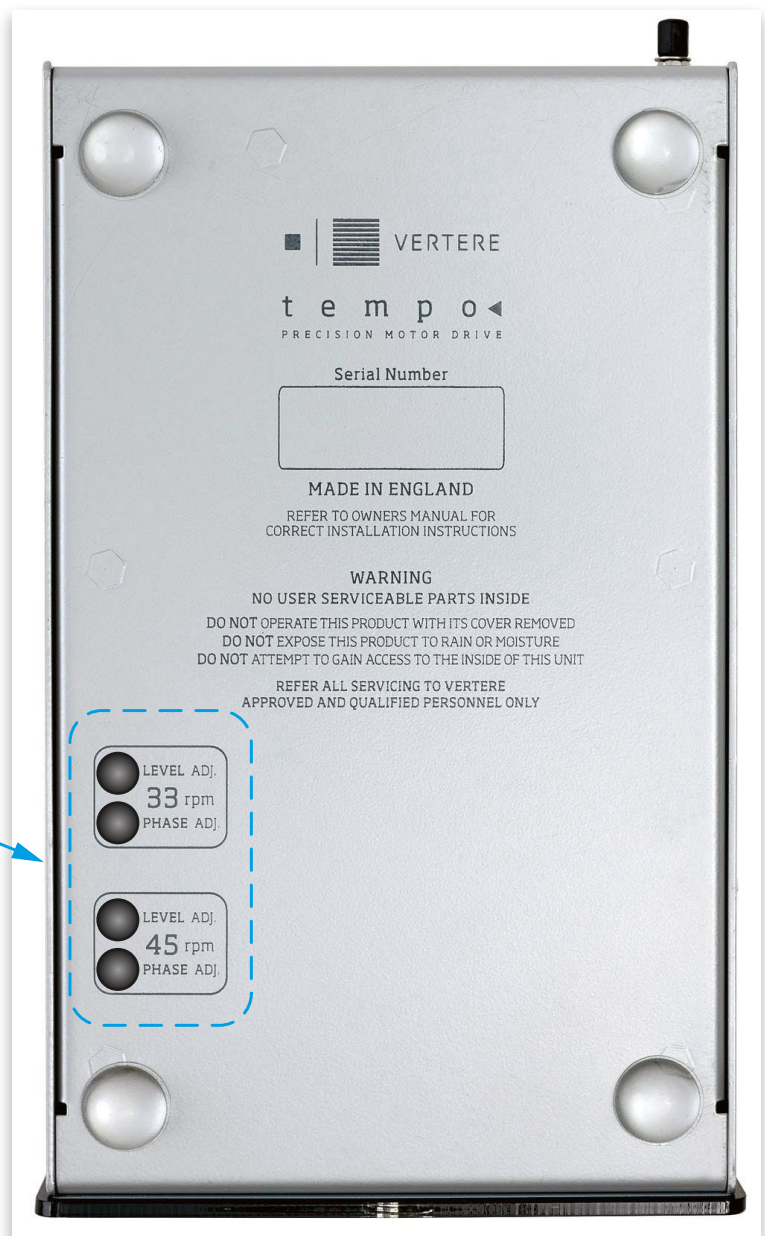 VERTERE
tempo
PRECISION MOTOR DRIVE
Serial Number
MADE IN ENGLAND
REFER TO OWNERS MANUAL FOR
CORRECT INSTALLATION INSTRUCTIONS
WARNING
NO USER SERVICEABLE PARTS INSIDE
DO NOT OPERATE THIS PRODUCT WITH ITS COVER REMOVED
DO NOT EXPOSE THIS PRODUCT TO RAIN OR MOISTURE
DO NOT ATTEMPT TO GAIN ACCESS TO THE INSIDE OF THIS UNIT
REFER ALL SERVICING TO VERTERE
APPROVED AND QUALIFIED PERSONNEL ONLY
LEVEL ADJ.
33 rpm
PHASE ADJ.
LEVEL ADJ.
45 rpm
PHASE ADJ.